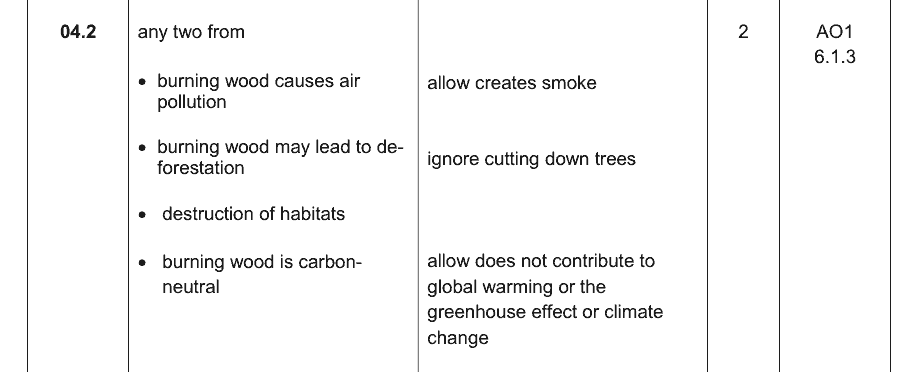 04.2 any two from 2 AO1
6.1.3
• burning wood causes air allow creates smoke
pollution
• burning wood may lead to de- ignore cutting down trees
forestation
• destruction of habitats
• burning wood is carbon- allow does not contribute to
neutral global warming or the
greenhouse effect or climate
change